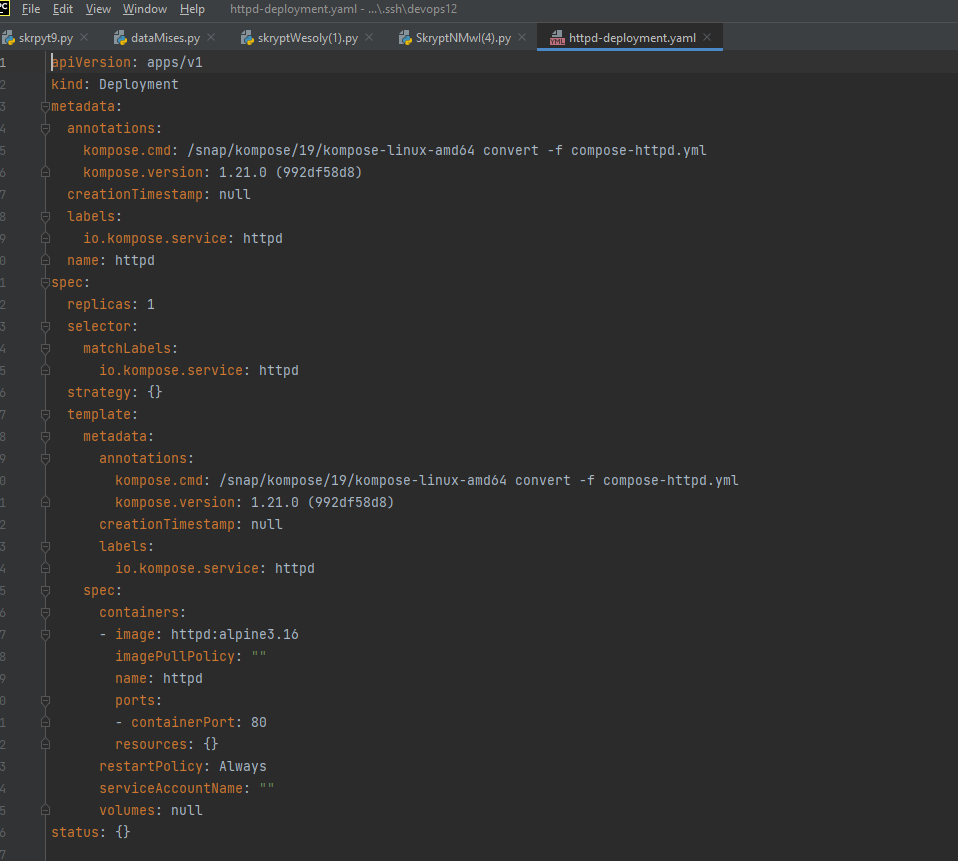 File Edit View Window Help httpd-deployment.yaml - ...\.ssh\devops12
skrpyt9.py dataMises.py skryptWesoly(1).py SkryptNMwl(4).py httpd-deployment.yaml
1 apiVersion: apps/v1
2 kind: Deployment
3 metadata:
4   annotations:
5     kompose.cmd: /snap/kompose/19/kompose-linux-amd64 convert -f compose-httpd.yml
6     kompose.version: 1.21.0 (992df58d8)
7   creationTimestamp: null
8   labels:
9     io.kompose.service: httpd
0   name: httpd
1 spec:
2   replicas: 1
3   selector:
4     matchLabels:
5       io.kompose.service: httpd
6   strategy: {}
7   template:
8     metadata:
9       annotations:
0         kompose.cmd: /snap/kompose/19/kompose-linux-amd64 convert -f compose-httpd.yml
1         kompose.version: 1.21.0 (992df58d8)
2       creationTimestamp: null
3       labels:
4         io.kompose.service: httpd
5     spec:
6       containers:
7       - image: httpd:alpine3.16
8         imagePullPolicy: ""
9         name: httpd
0         ports:
1         - containerPort: 80
2         resources: {}
3       restartPolicy: Always
4       serviceAccountName: ""
5       volumes: null
6 status: {}
7